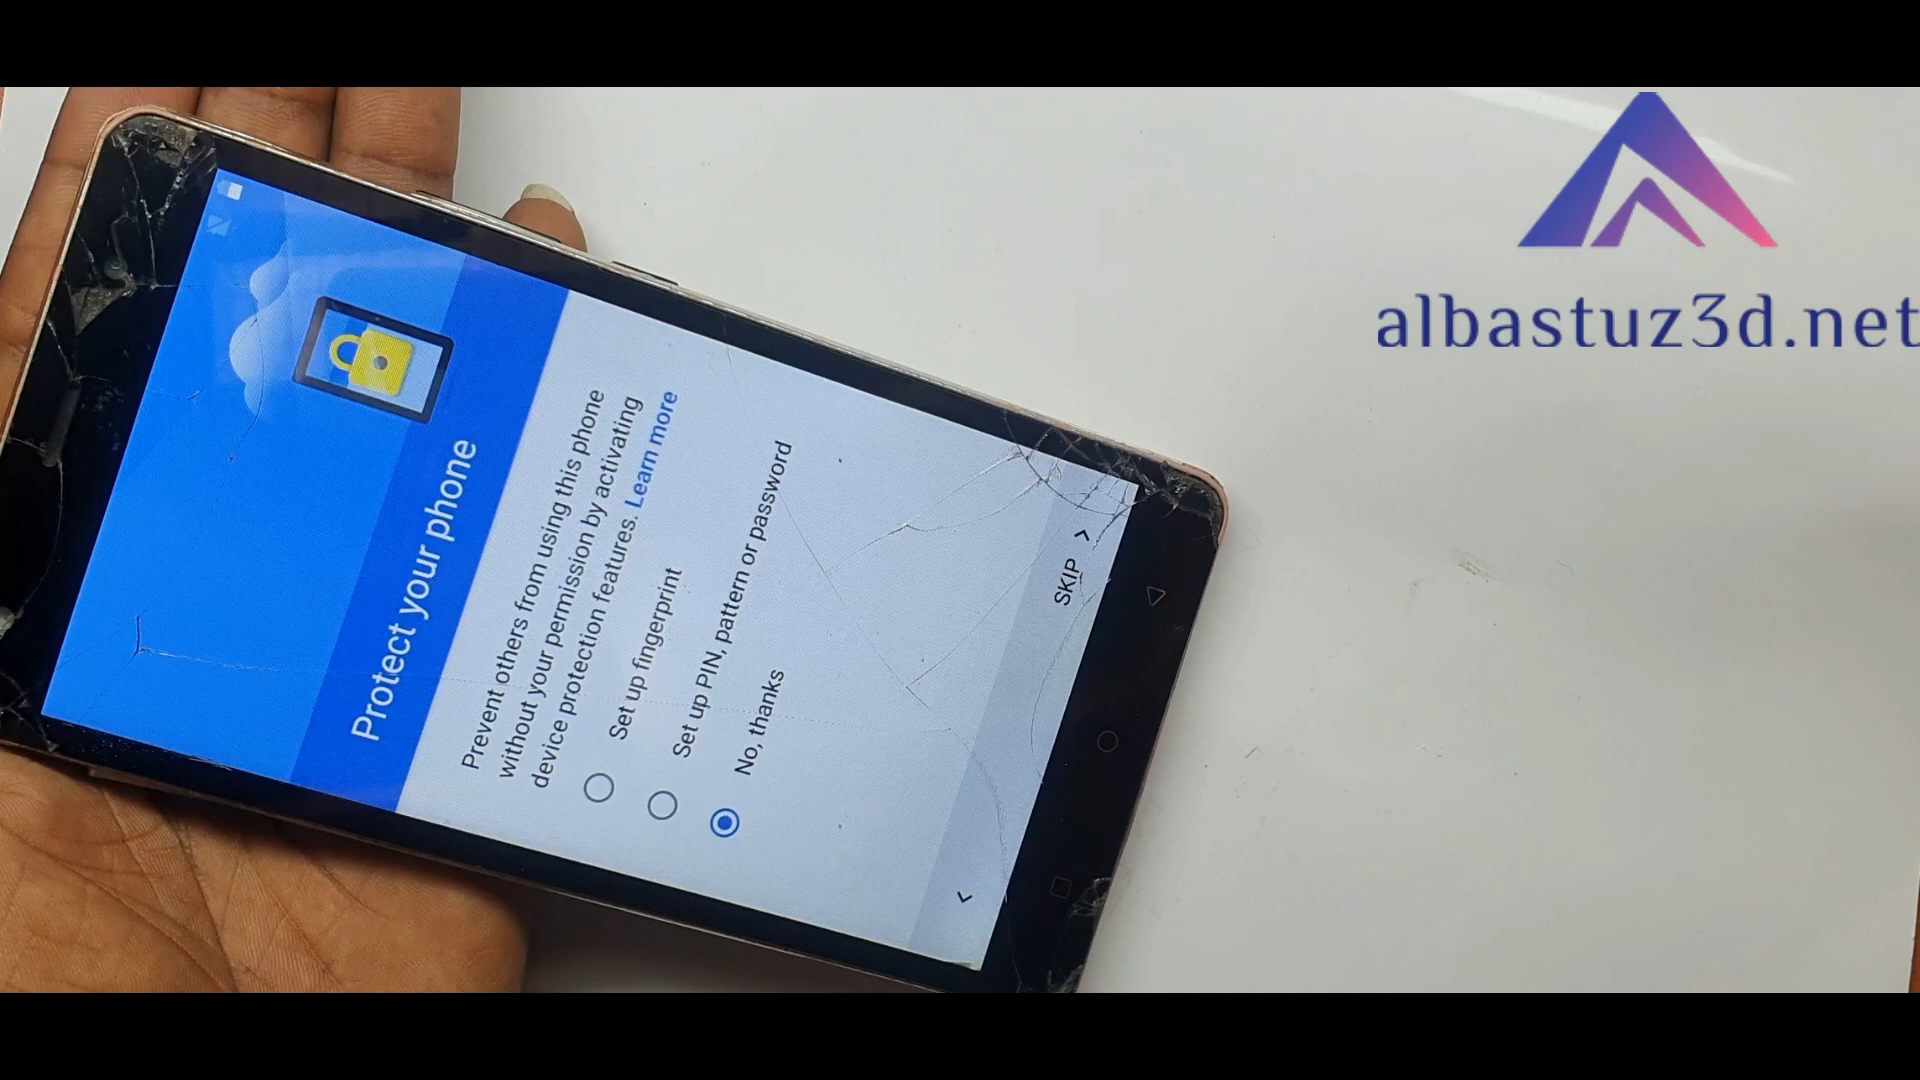 Protect your phone
Prevent others from using this phone
without your permission by activating
device protection features. Learn more
Set up fingerprint
Set up PIN, pattern or password
No, thanks
SKIP
albastuz3d.net